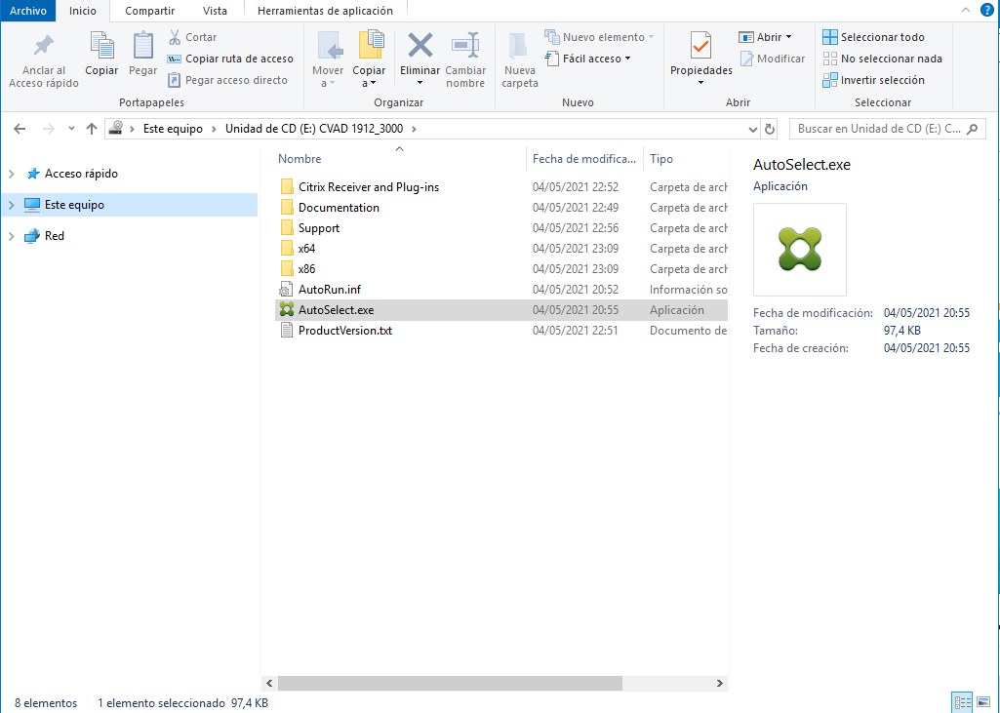 Archivo Inicio Compartir Vista Herramientas de aplicación
Anclar al Acceso rápido
Copiar
Pegar
Cortar
Copiar ruta de acceso
Pegar acceso directo
Portapapeles
Mover a
Copiar a
Eliminar
Cambiar nombre
Organizar
Nueva carpeta
Nuevo elemento
Fácil acceso
Nuevo
Propiedades
Abrir
Modificar
Abrir
Seleccionar todo
No seleccionar nada
Invertir selección
Seleccionar
Este equipo > Unidad de CD (E:) CVAD 1912_3000 >
Buscar en Unidad de CD (E:) C...
Acceso rápido
Este equipo
Red
Nombre Fecha de modifica... Tipo
Citrix Receiver and Plug-ins 04/05/2021 22:52 Carpeta de arch
Documentation 04/05/2021 22:49 Carpeta de arch
Support 04/05/2021 22:56 Carpeta de arch
x64 04/05/2021 23:09 Carpeta de arch
x86 04/05/2021 23:09 Carpeta de arch
AutoRun.inf 04/05/2021 20:52 Información so
AutoSelect.exe 04/05/2021 20:55 Aplicación
ProductVersion.txt 04/05/2021 22:51 Documento de
AutoSelect.exe
Aplicación
Fecha de modificación: 04/05/2021 20:55
Tamaño: 97,4 KB
Fecha de creación: 04/05/2021 20:55
8 elementos 1 elemento seleccionado 97,4 KB